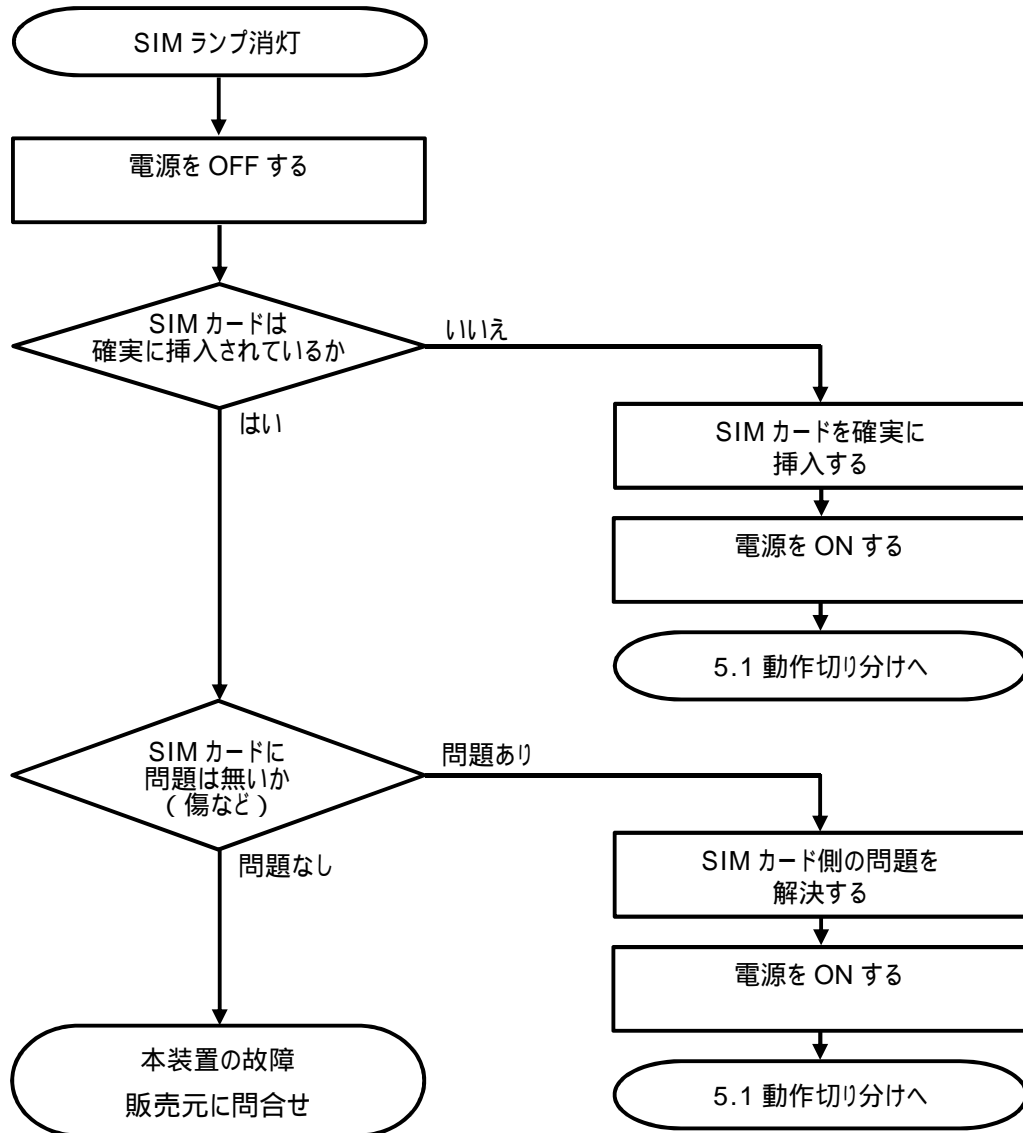 SIM ランプ消灯
電源を OFF する
SIM カードは
確実に挿入されているか
いいえ
はい
SIM カードを確実に
挿入する
電源を ON する
5.1 動作切り分けへ
SIM カードに
問題は無いか
(傷など)
問題あり
問題なし
SIM カード側の問題を
解決する
電源を ON する
5.1 動作切り分けへ
本装置の故障
販売元に問合せ